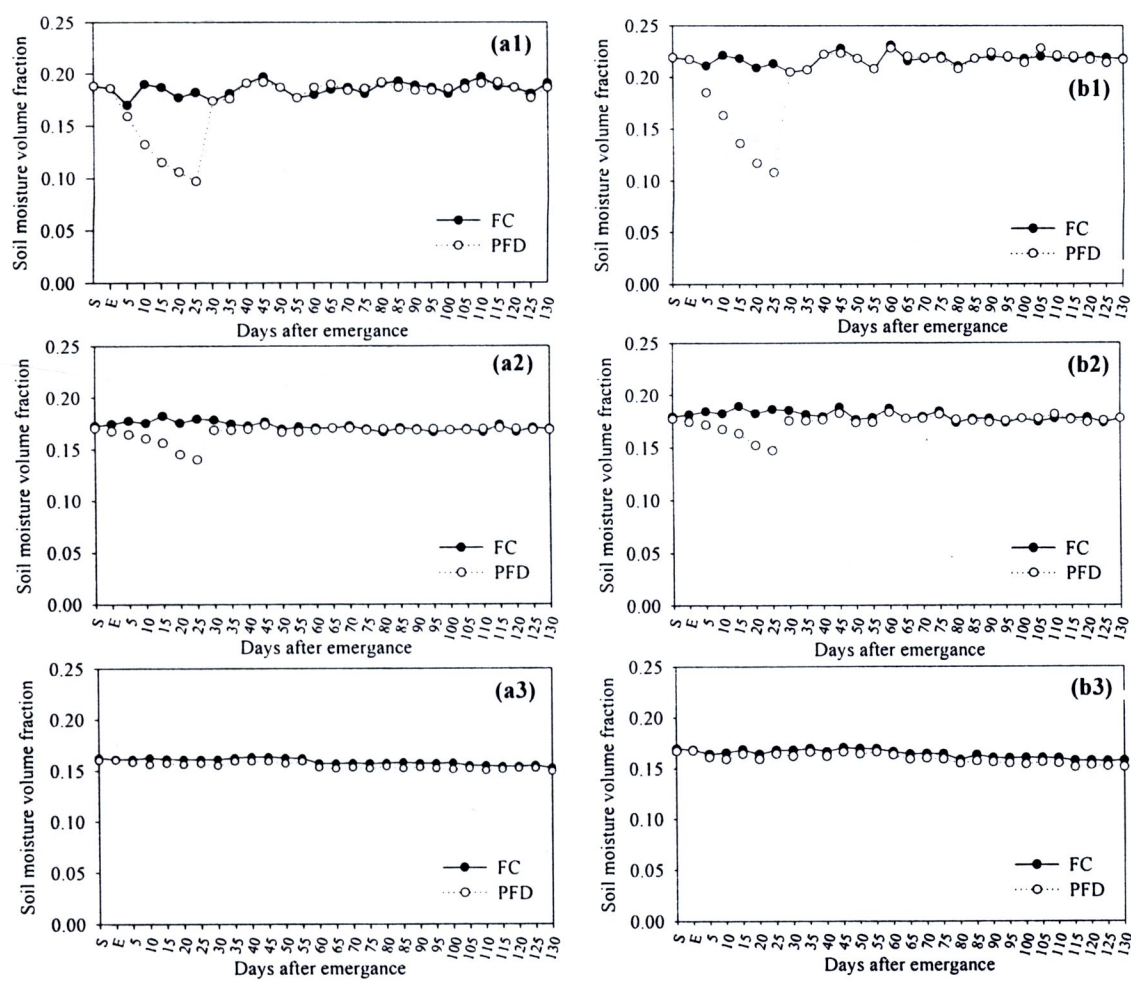 (a1)
Soil moisture volume fraction
0.25
0.20
0.15
0.10
0.05
0.00
FC
PFD
S E 5 10 15 20 25 30 35 40 45 50 55 60 65 70 75 80 85 90 95 100 105 110 115 120 125 130
Days after emergance
(b1)
Soil moisture volume fraction
0.25
0.20
0.15
0.10
0.05
0.00
FC
PFD
S E 5 10 15 20 25 30 35 40 45 50 55 60 65 70 75 80 85 90 95 100 105 110 115 120 125 130
Days after emergance
(a2)
Soil moisture volume fraction
0.25
0.20
0.15
0.10
0.05
0.00
FC
PFD
S E 5 10 15 20 25 30 35 40 45 50 55 60 65 70 75 80 85 90 95 100 105 110 115 120 125 130
Days after emergance
(b2)
Soil moisture volume fraction
0.25
0.20
0.15
0.10
0.05
0.00
FC
PFD
S E 5 10 15 20 25 30 35 40 45 50 55 60 65 70 75 80 85 90 95 100 105 110 115 120 125 130
Days after emergance
(a3)
Soil moisture volume fraction
0.25
0.20
0.15
0.10
0.05
0.00
FC
PFD
S E 5 10 15 20 25 30 35 40 45 50 55 60 65 70 75 80 85 90 95 100 105 110 115 120 125 130
Days after emergance
(b3)
Soil moisture volume fraction
0.25
0.20
0.15
0.10
0.05
0.00
FC
PFD
S E 5 10 15 20 25 30 35 40 45 50 55 60 65 70 75 80 85 90 95 100 105 110 115 120 125 130
Days after emergance